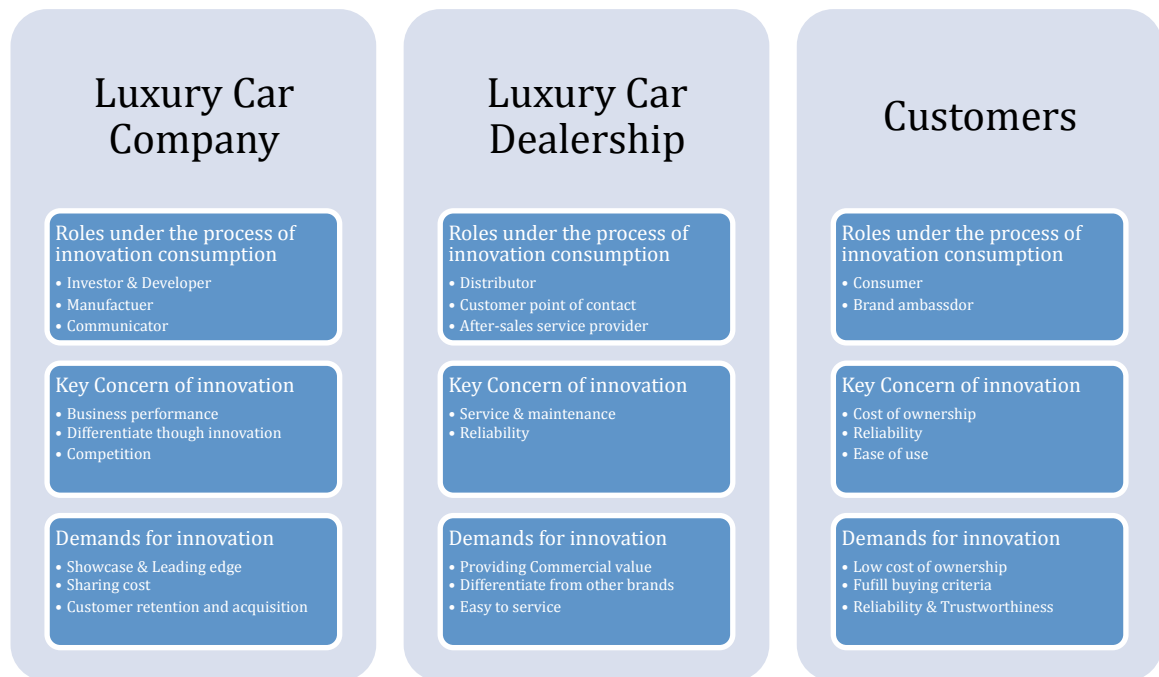 Luxury Car
Company
Roles under the process of
innovation consumption
• Investor & Developer
• Manufactuer
• Communicator
Key Concern of innovation
• Business performance
• Differentiate though innovation
• Competition
Demands for innovation
• Showcase & Leading edge
• Sharing cost
• Customer retention and acquisition
Luxury Car
Dealership
Roles under the process of
innovation consumption
• Distributor
• Customer point of contact
• After-sales service provider
Key Concern of innovation
• Service & maintenance
• Reliability
Demands for innovation
• Providing Commercial value
• Differentiate from other brands
• Easy to service
Customers
Roles under the process of
innovation consumption
• Consumer
• Brand ambassdor
Key Concern of innovation
• Cost of ownership
• Reliability
• Ease of use
Demands for innovation
• Low cost of ownership
• Fufill buying criteria
• Reliability & Trustworthiness